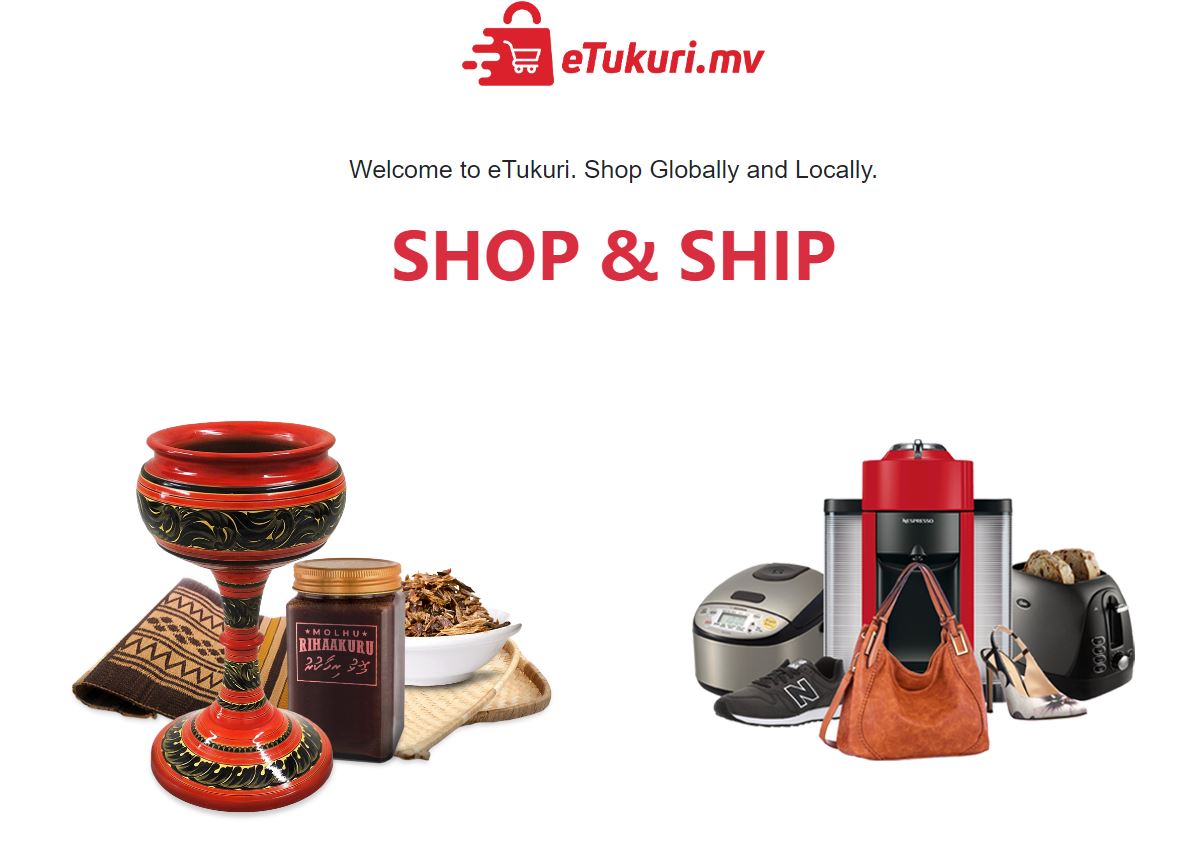 eTukuri.mv
Welcome to eTukuri. Shop Globally and Locally.
SHOP & SHIP
★MOLHU★
RIHAAKURU
NESPRESSO
N